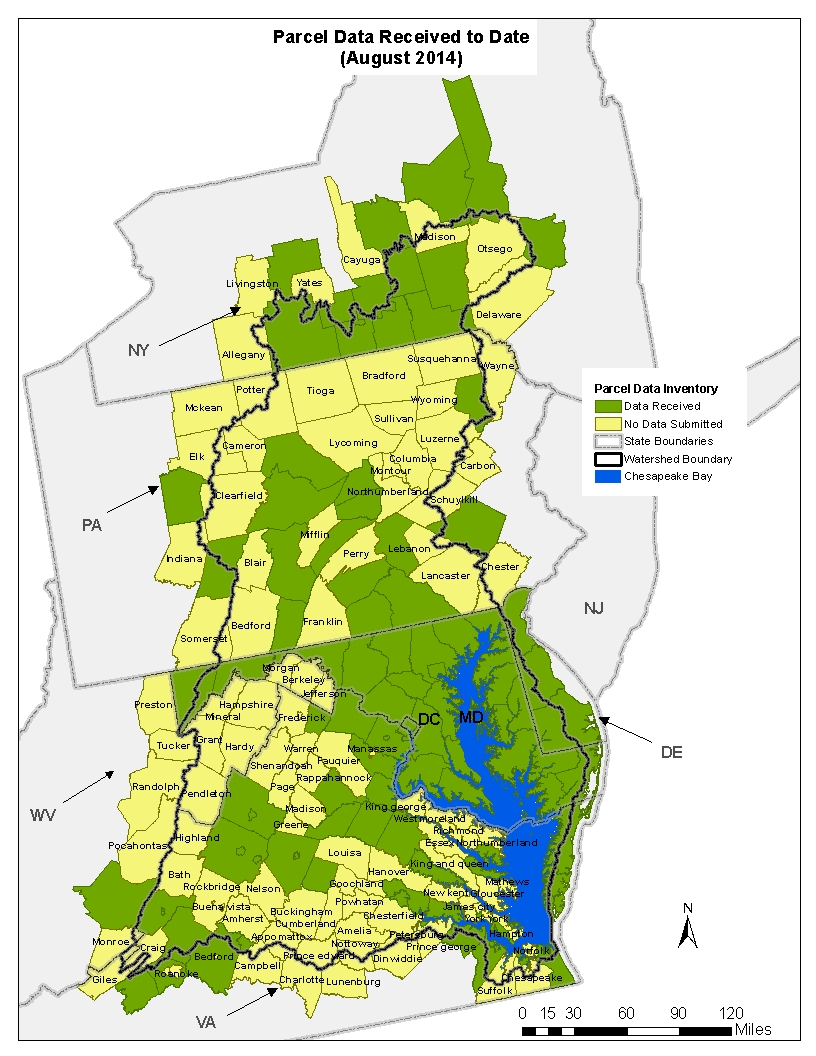 Parcel Data Received to Date
(August 2014)
Madison
Otsego
Cayuga
Livingston
Yates
Delaware
NY
Allegany
Susquehanna
Wayne
Bradford
Potter
Tioga
Wyoming
Mckean
Sullivan
Luzerne
Lycoming
Cameron
Elk
Columbia
Carbon
Montour
Northumberland
Clearfield
Schuylkill
PA
Mifflin
Lebanon
Perry
Indiana
Blair
Chester
Lancaster
Franklin
Bedford
Somerset
NJ
Parcel Data Inventory
Data Received
No Data Submitted
State Boundaries
Watershed Boundary
Chesapeake Bay
Morgan
Berkeley
Jefferson
Preston
Hampshire
Mineral
Frederick
DC
MD
Grant
Hardy
Tucker
Warren
Manassas
Fauquier
Shenandoah
DE
Rappahannock
Page
Randolph
Pendleton
WV
Madison
King george
Westmoreland
Greene
Richmond
Highland
Essex
Northumberland
Pocahontas
Louisa
King and queen
Hanover
Bath
Rockbridge
Nelson
Goochland
Mathews
New kent
Gloucester
Powhatan
Buena vista
James city
Amherst
Buckingham
Chesterfield
York
York
Cumberland
Amelia
Petersburg
Hampton
Appomattox
Nottoway
Prince george
Monroe
Craig
Norfolk
Bedford
Prince edward
Dinwiddie
Campbell
Roanoke
Giles
Charlotte
Lunenburg
Chesapeake
Suffolk
VA
N
0 15 30 60 90 120
Miles